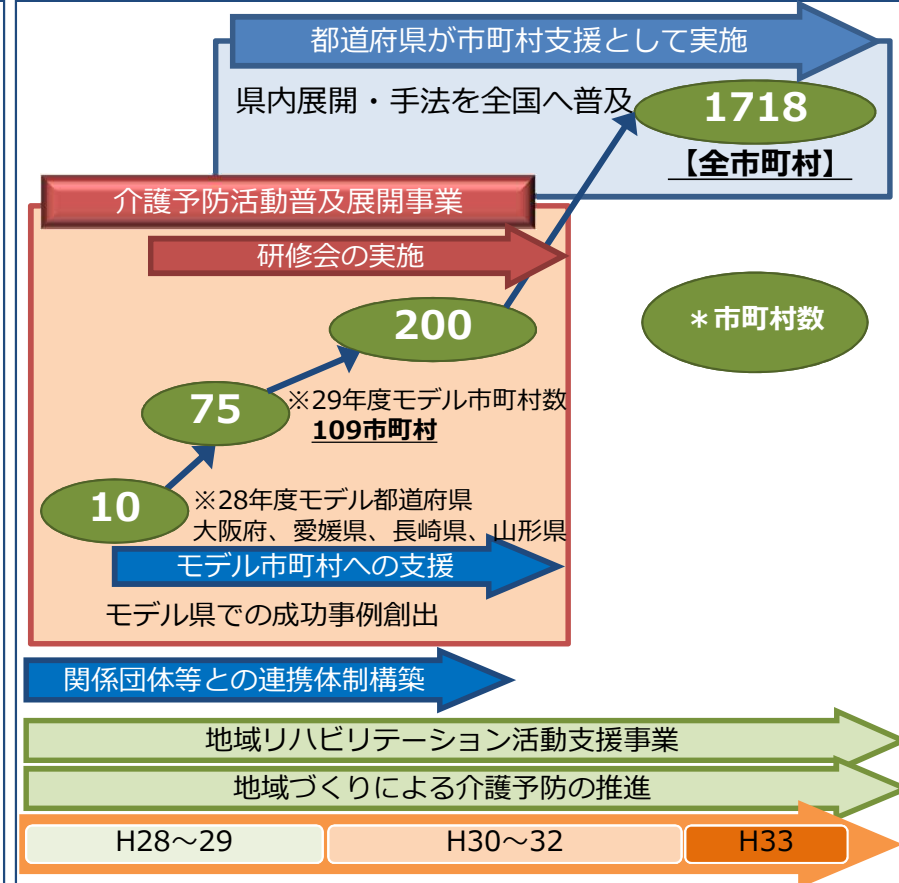 都道府県が市町村支援として実施
県内展開・手法を全国へ普及
1718
【全市町村】
介護予防活動普及展開事業
研修会の実施
200
＊市町村数
75
※29年度モデル市町村数
109市町村
10
※28年度モデル都道府県
大阪府、愛媛県、長崎県、山形県
モデル市町村への支援
モデル県での成功事例創出
関係団体等との連携体制構築
地域リハビリテーション活動支援事業
地域づくりによる介護予防の推進
H28～29
H30～32
H33